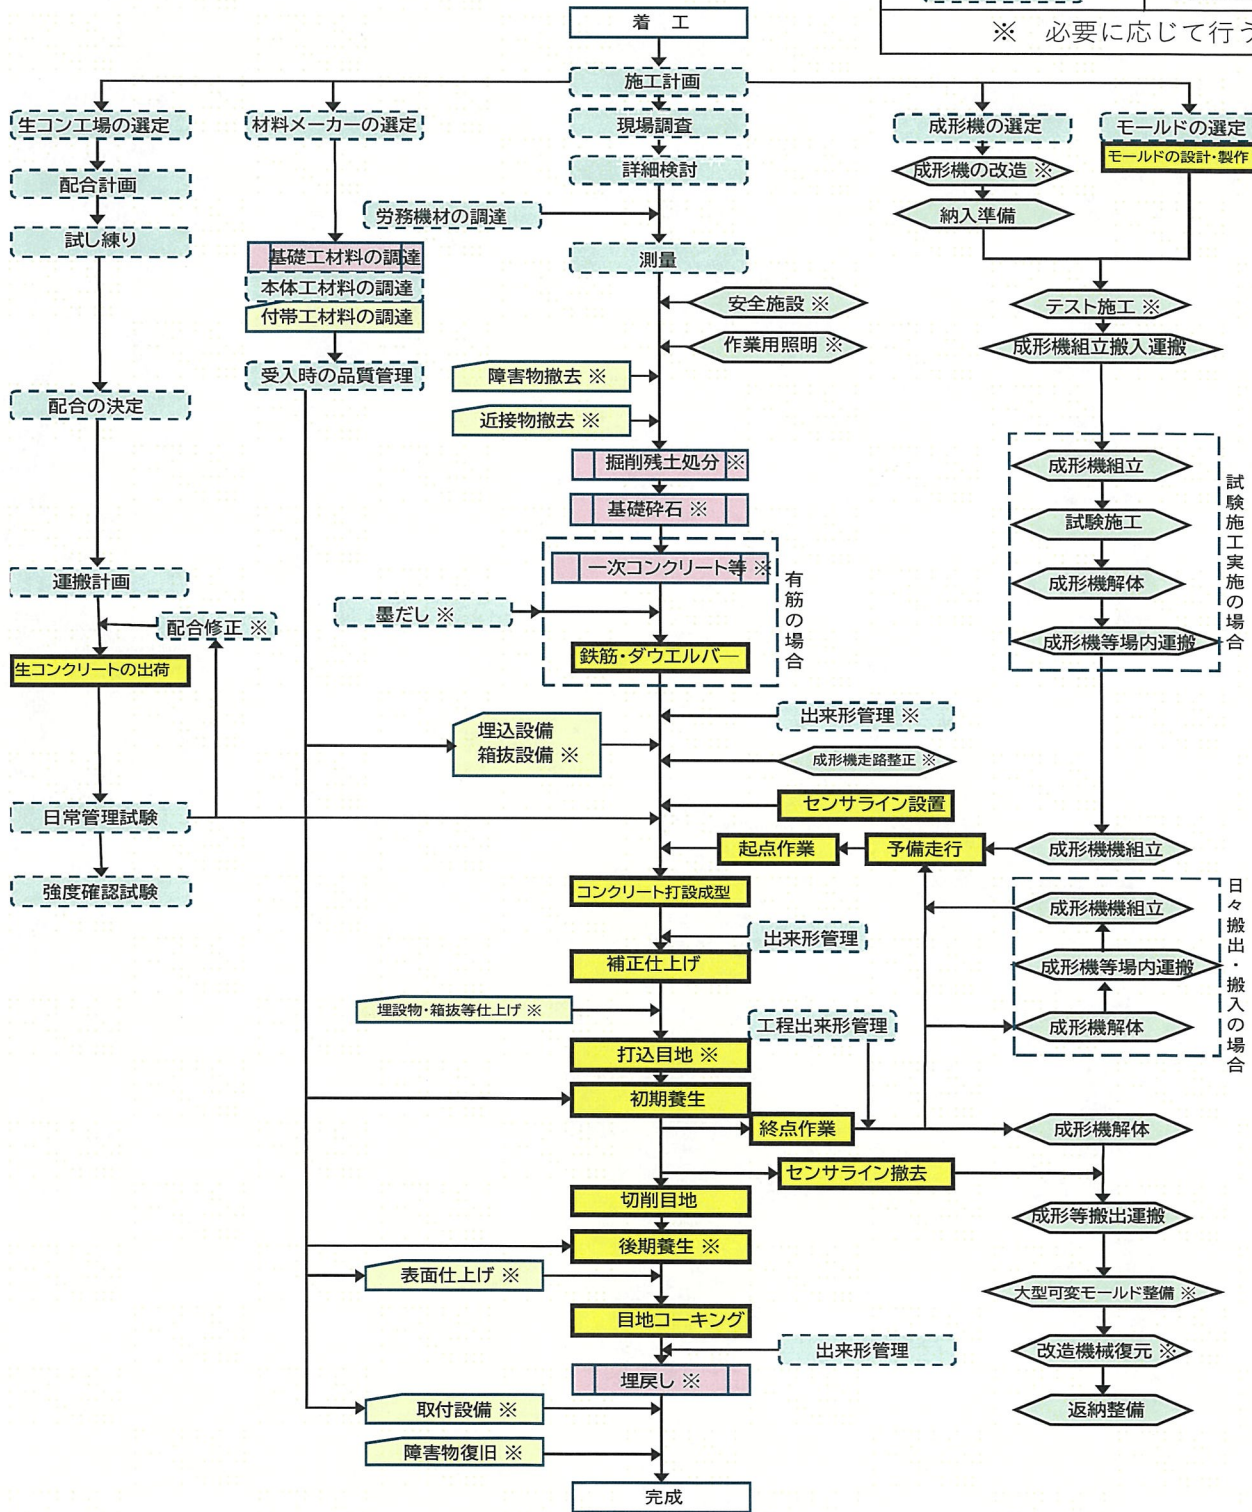 着　工
※　必要に応じて行う
施工計画
生コン工場の選定
材料メーカーの選定
現場調査
成形機の選定
モールドの選定
モールドの設計・製作
詳細検討
成形機の改造 ※
配合計画
労務機材の調達
納入準備
試し練り
基礎工材料の調達
測量
本体工材料の調達
安全施設 ※
テスト施工 ※
付帯工材料の調達
作業用照明 ※
成形機組立搬入運搬
受入時の品質管理
障害物撤去 ※
配合の決定
近接物撤去 ※
掘削残土処分 ※
成形機組立
試験施工実施の場合
基礎砕石 ※
試験施工
一次コンクリート等 ※
有筋の場合
運搬計画
成形機解体
墨だし ※
配合修正 ※
成形機等場内運搬
鉄筋・ダウエルバー
生コンクリートの出荷
出来形管理 ※
埋込設備
箱抜設備 ※
成形機走路整正 ※
センサライン設置
日常管理試験
起点作業
予備走行
成形機機組立
強度確認試験
コンクリート打設成型
成形機機組立
日々搬出・搬入の場合
出来形管理
補正仕上げ
成形機等場内運搬
埋設物・箱抜等仕上げ ※
工程出来形管理
成形機解体
打込目地 ※
初期養生
終点作業
成形機解体
センサライン撤去
切削目地
成形等搬出運搬
後期養生 ※
表面仕上げ ※
大型可変モールド整備 ※
目地コーキング
出来形管理
改造機械復元 ※
埋戻し ※
取付設備 ※
返納整備
障害物復旧 ※
完成